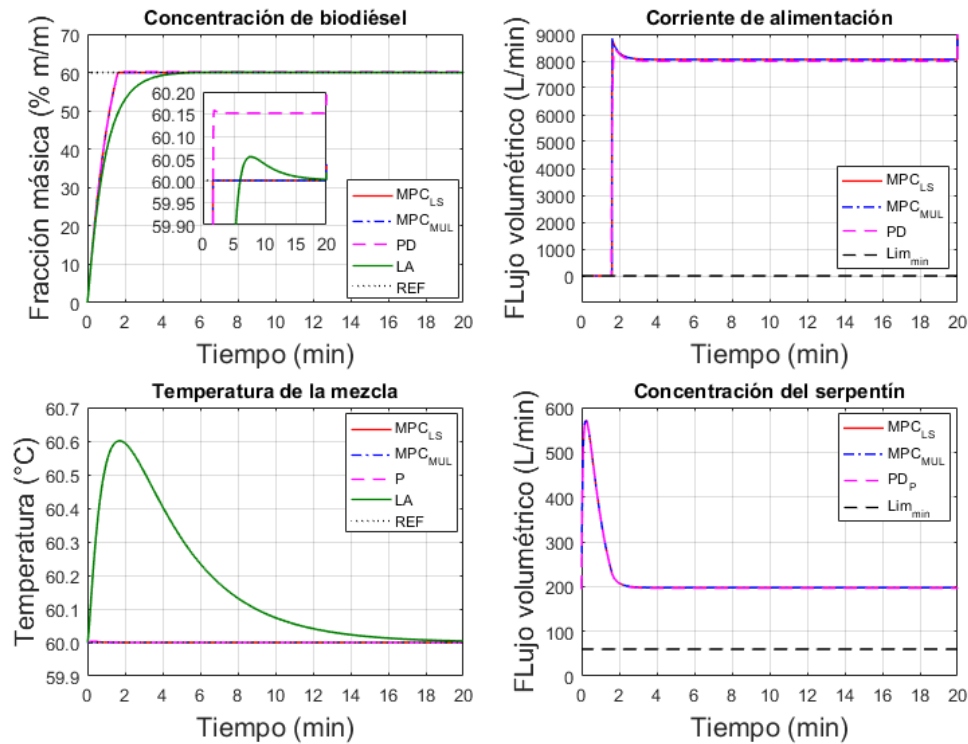 Concentración de biodiésel
Fracción másica (% m/m)
70
60
50
40
30
20
10
0
0 2 4 6 8 10 12 14 16 18 20
Tiempo (min)
60.20
60.15
60.10
60.05
60.00
59.95
59.90
0 5 10 15 20
MPC_LS
MPC_MUL
PD
LA
REF
Corriente de alimentación
FLujo volumétrico (L/min)
9000
8000
7000
6000
5000
4000
3000
2000
1000
0
0 2 4 6 8 10 12 14 16 18 20
Tiempo (min)
MPC_LS
MPC_MUL
PD
Lim_min
Temperatura de la mezcla
Temperatura (°C)
60.7
60.6
60.5
60.4
60.3
60.2
60.1
60.0
59.9
0 2 4 6 8 10 12 14 16 18 20
Tiempo (min)
MPC_LS
MPC_MUL
P
LA
REF
Concentración del serpentín
FLujo volumétrico (L/min)
600
500
400
300
200
100
0
0 2 4 6 8 10 12 14 16 18 20
Tiempo (min)
MPC_LS
MPC_MUL
PD_P
Lim_min